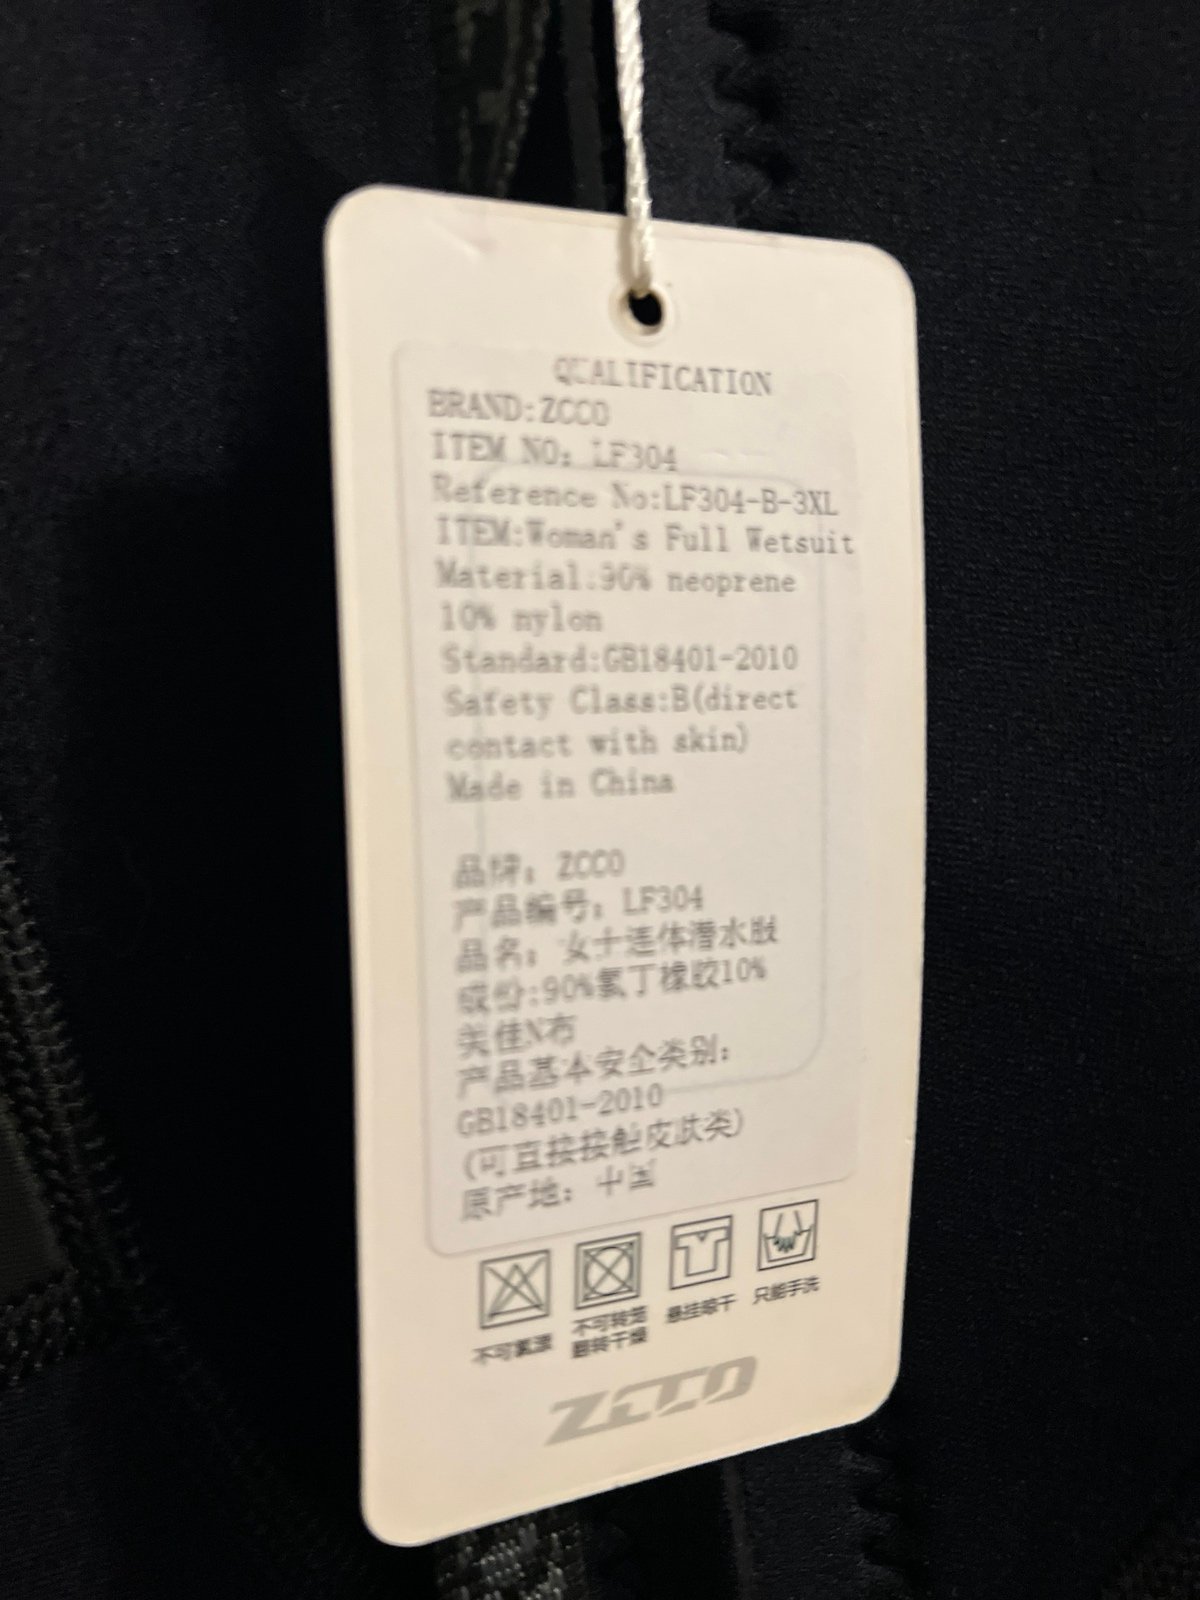 QUALIFICATION
BRAND:ZCCO
ITEM NO: LF304
Reference No:LF304-B-3XL
ITEM:Woman's Full Wetsuit
Material:90% neoprene
10% nylon
Standard:GB18401-2010
Safety Class:B(direct
contact with skin)
Made in China
品牌: ZCCO
产品编号: LF304
品名: 女士连体潜水服
成份:90%氯丁橡胶10%
美佳N布
产品基本安全类别:
GB18401-2010
(可直接接触皮肤类)
原产地: 中国
不可氯漂
不可转笼
翻转干燥
悬挂晾干
只能手洗
ZCCO